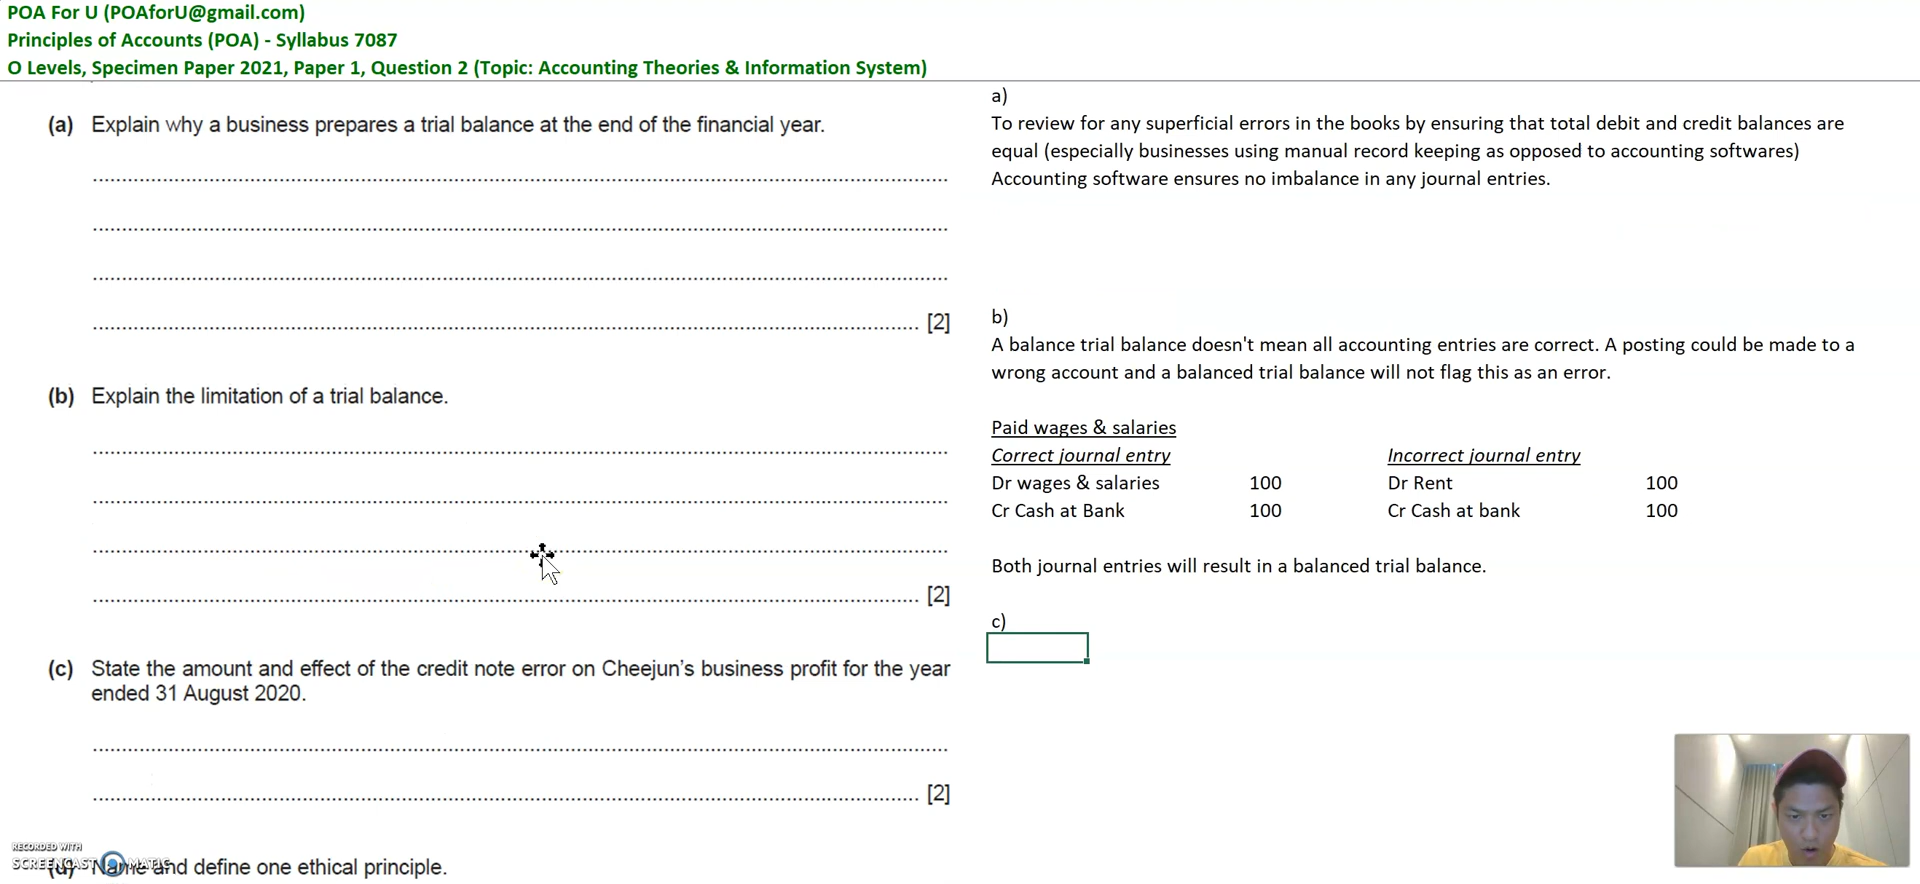 POA For U (POAforU@gmail.com)
Principles of Accounts (POA) - Syllabus 7087
O Levels, Specimen Paper 2021, Paper 1, Question 2 (Topic: Accounting Theories & Information System)
(a) Explain why a business prepares a trial balance at the end of the financial year.
[2]
(b) Explain the limitation of a trial balance.
[2]
(c) State the amount and effect of the credit note error on Cheejun's business profit for the year
ended 31 August 2020.
[2]
(d) Name and define one ethical principle.
a)
To review for any superficial errors in the books by ensuring that total debit and credit balances are
equal (especially businesses using manual record keeping as opposed to accounting softwares)
Accounting software ensures no imbalance in any journal entries.
b)
A balance trial balance doesn't mean all accounting entries are correct. A posting could be made to a
wrong account and a balanced trial balance will not flag this as an error.
Paid wages & salaries
Correct journal entry Incorrect journal entry
Dr wages & salaries 100 Dr Rent 100
Cr Cash at Bank 100 Cr Cash at bank 100
Both journal entries will result in a balanced trial balance.
c)
RECORDED WITH
SCREENCAST MATIC